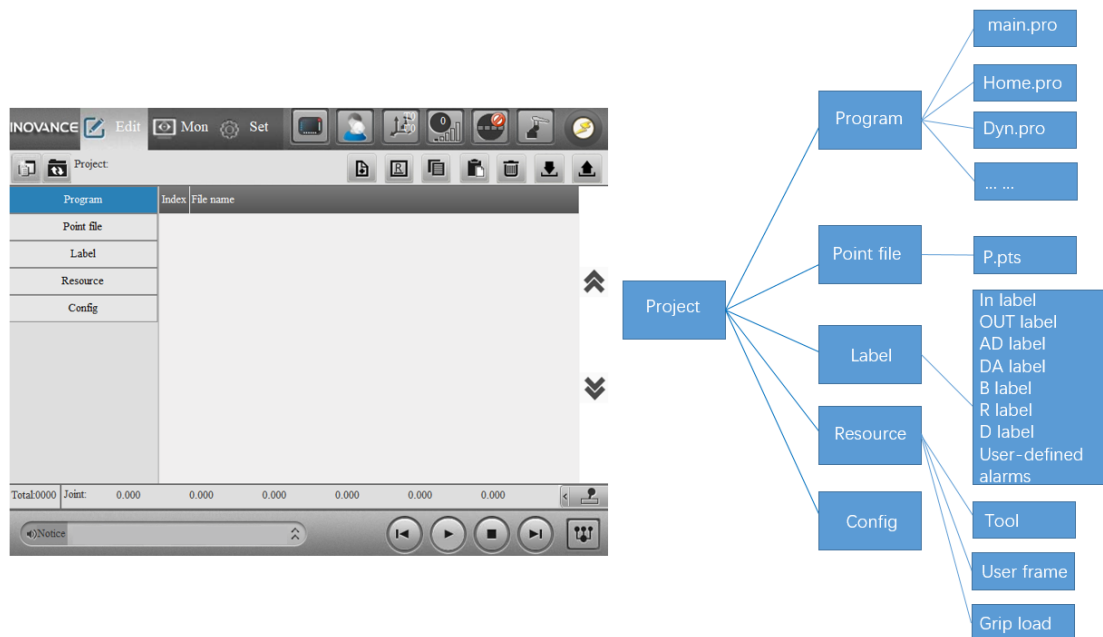 INOVANCE Edit Mon Set 0
Project:
Program Index File name
Point file
Label
Resource
Config
Total:0000 Joint: 0.000 0.000 0.000 0.000 0.000 0.000
Notice
Project
Program
Point file
Label
Resource
Config
main.pro
Home.pro
Dyn.pro
... ...
P.pts
In label
OUT label
AD label
DA label
B label
R label
D label
User-defined
alarms
Tool
User frame
Grip load